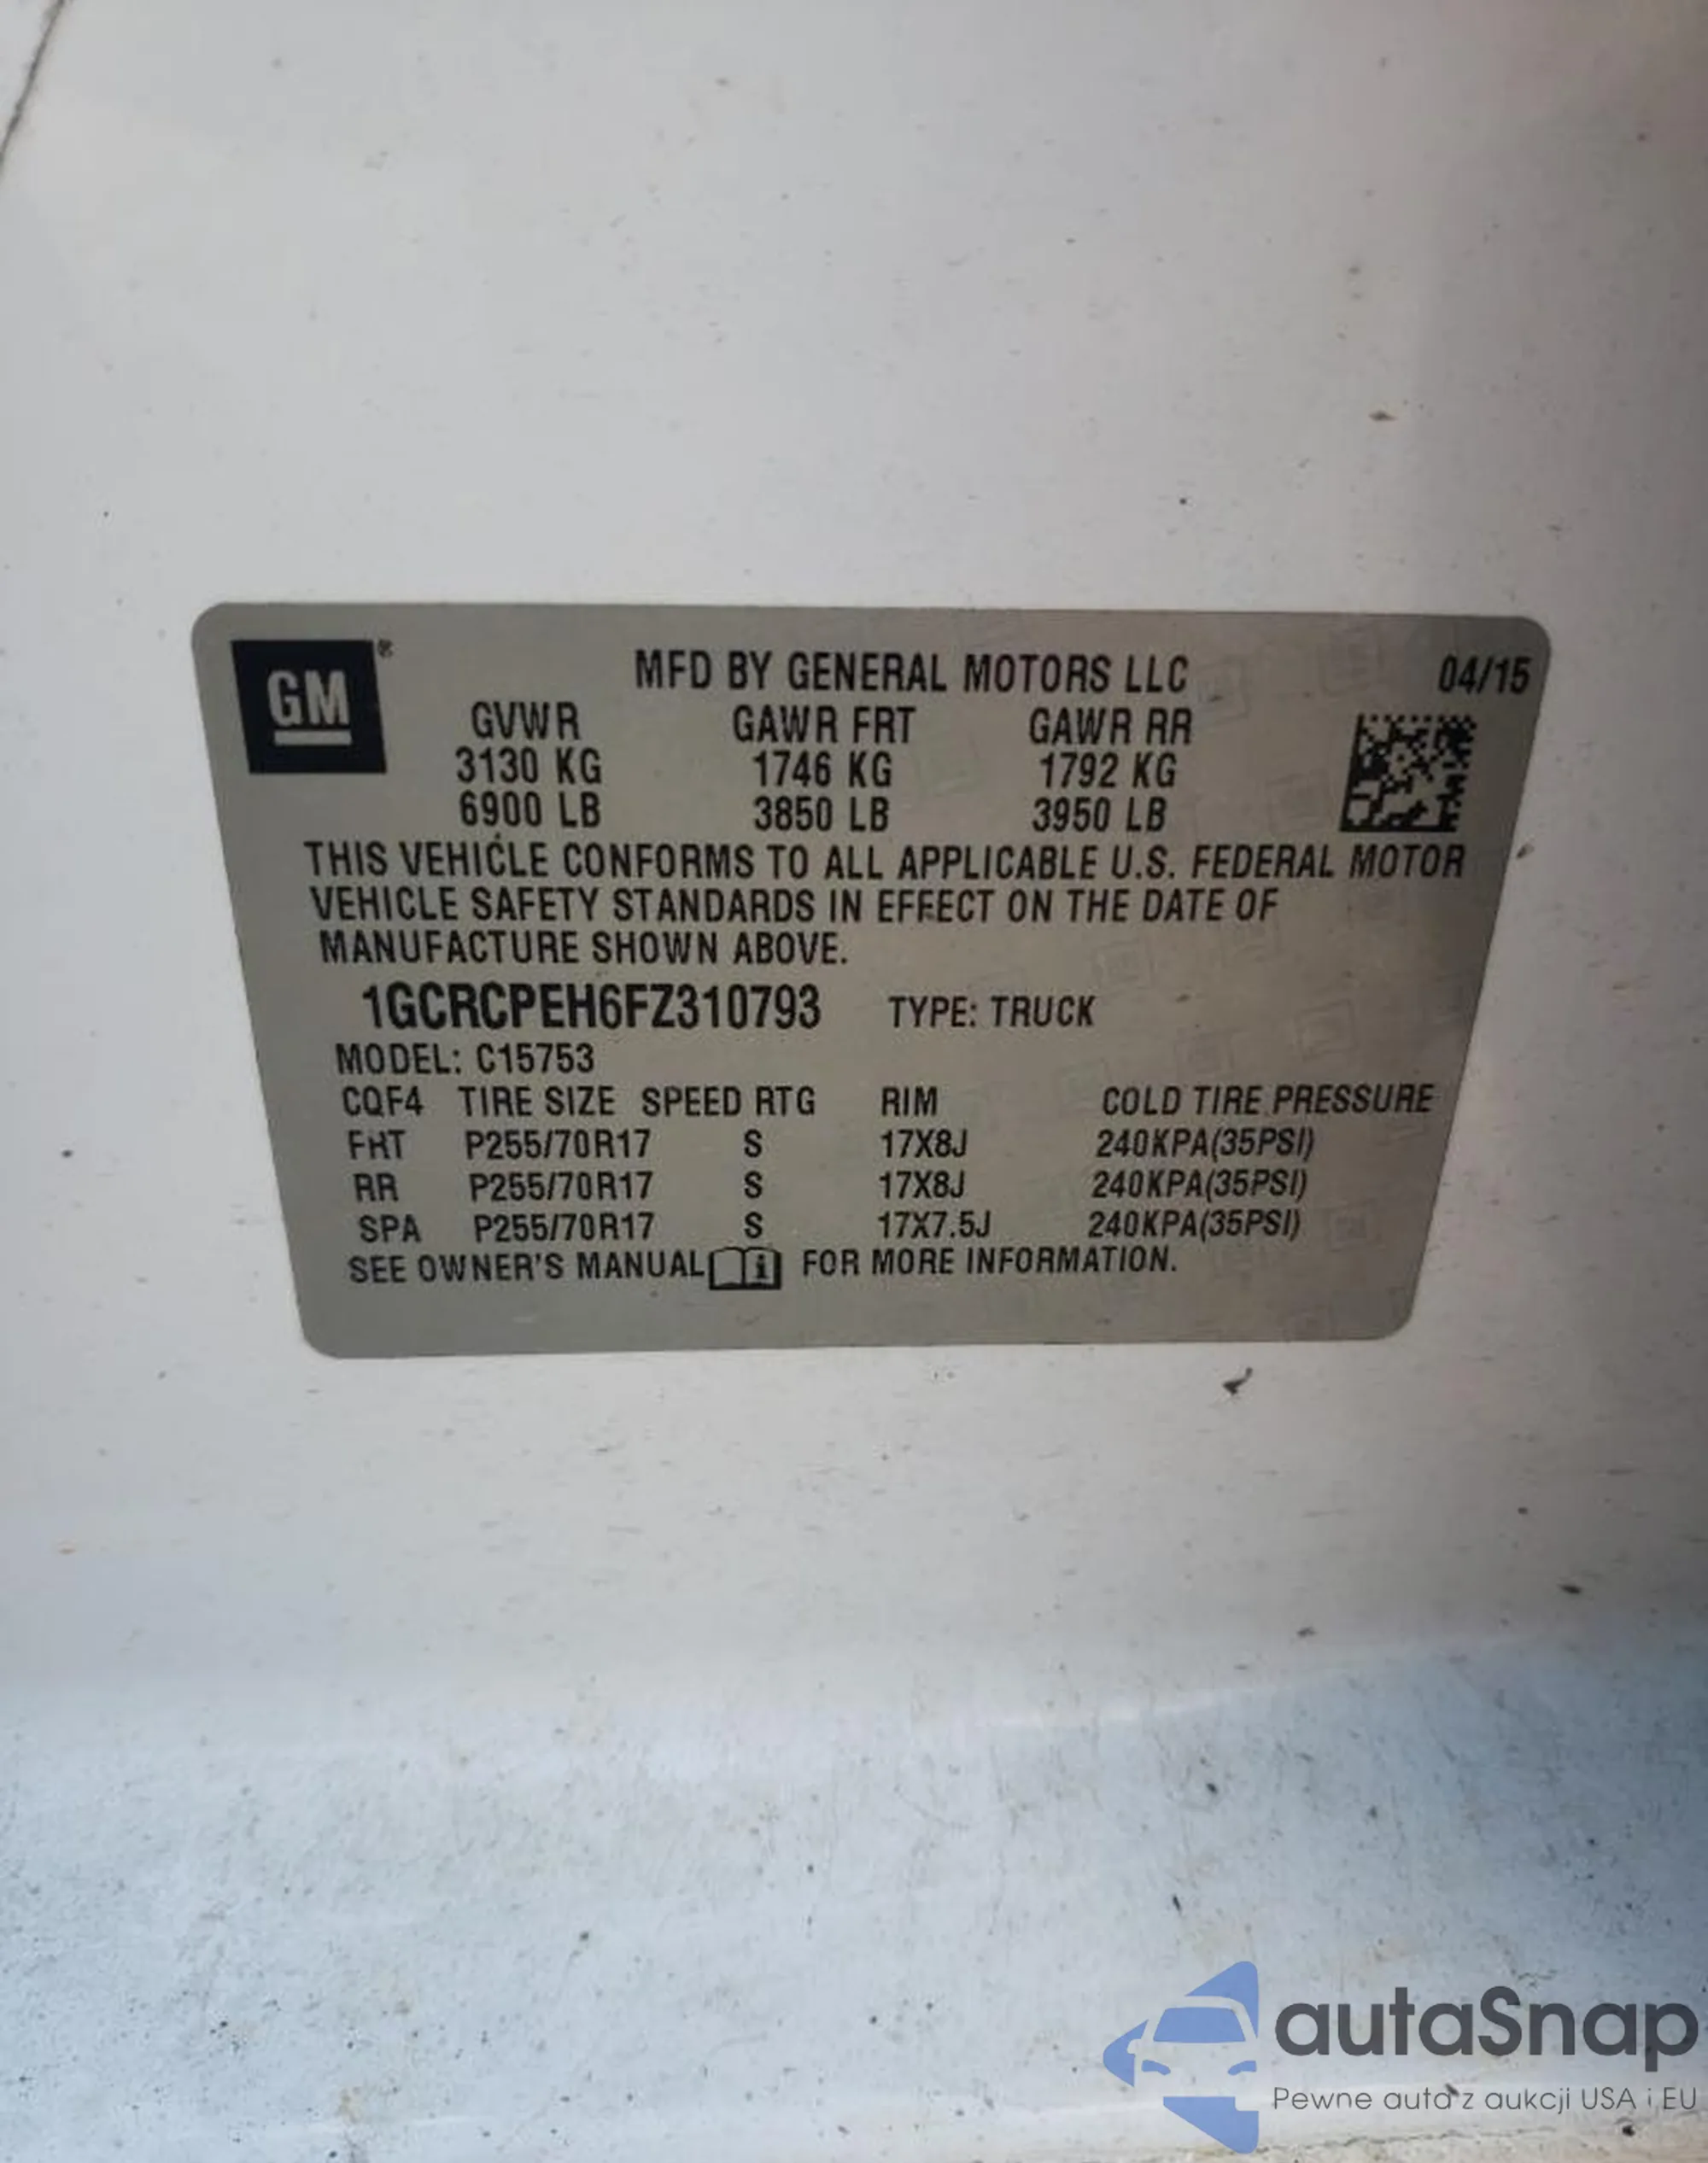 GM®
MFD BY GENERAL MOTORS LLC 04/15
GVWR GAWR FRT GAWR RR
3130 KG 1746 KG 1792 KG
6900 LB 3850 LB 3950 LB
THIS VEHICLE CONFORMS TO ALL APPLICABLE U.S. FEDERAL MOTOR
VEHICLE SAFETY STANDARDS IN EFFECT ON THE DATE OF
MANUFACTURE SHOWN ABOVE.
1GCRCPEH6FZ310793 TYPE: TRUCK
MODEL: C15753
CQF4 TIRE SIZE SPEED RTG RIM COLD TIRE PRESSURE
FRT P255/70R17 S 17X8J 240KPA(35PSI)
RR P255/70R17 S 17X8J 240KPA(35PSI)
SPA P255/70R17 S 17X7.5J 240KPA(35PSI)
SEE OWNER'S MANUAL FOR MORE INFORMATION.
autaSnap
Pewne auta z aukcji USA i EU